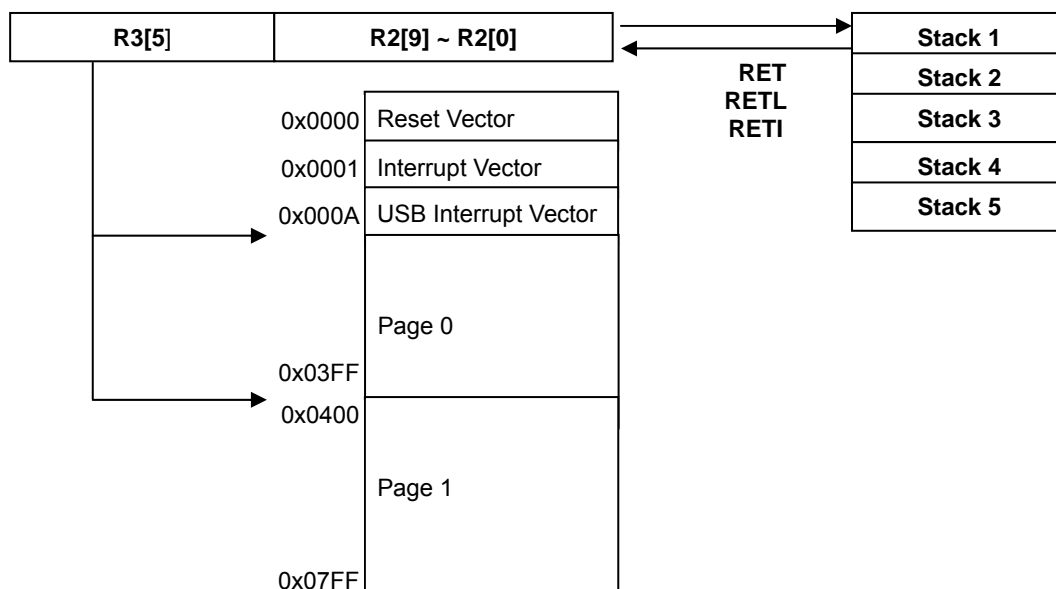 R3[5] R2[9] ~ R2[0]
Stack 1
Stack 2
Stack 3
Stack 4
Stack 5
RET
RETL
RETI
0x0000 Reset Vector
0x0001 Interrupt Vector
0x000A USB Interrupt Vector
Page 0
0x03FF
0x0400
Page 1
0x07FF